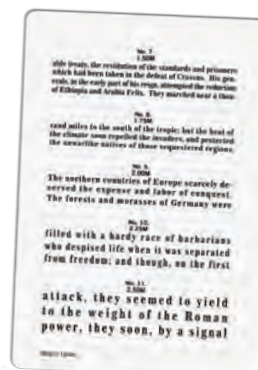 No. 7.
1.50M
able treaty, the restitution of the standards and prisoners
which had been taken in the defeat of Crassus. His gen-
erals, in the early part of his reign, attempted the reduction
of Ethiopia and Arabia Felix. They marched near a thou-
No. 8.
1.75M
sand miles to the south of the tropic; but the heat of
the climate soon repelled the invaders, and protected
the unwarlike natives of those sequestered regions.
No. 9.
2.00M
The northern countries of Europe scarcely de-
served the expense and labor of conquest.
The forests and morasses of Germany were
No. 10.
2.25M
filled with a hardy race of barbarians
who despised life when it was separated
from freedom; and though, on the first
No. 11.
2.50M
attack, they seemed to yield
to the weight of the Roman
power, they soon, by a signal